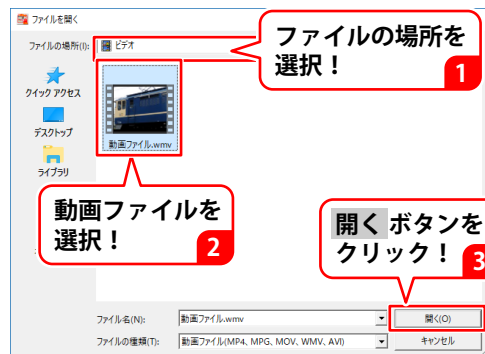 ファイルを開く
ファイルの場所(I):
ビデオ
ファイルの場所を
選択！
1
クイック アクセス
デスクトップ
動画ファイル.wmv
ライブラリ
動画ファイルを
選択！
2
開く ボタンを
クリック！
3
ファイル名(N):
動画ファイル.wmv
開く(O)
ファイルの種類(T):
動画ファイル(MP4、MPG、MOV、WMV、AVI)
キャンセル